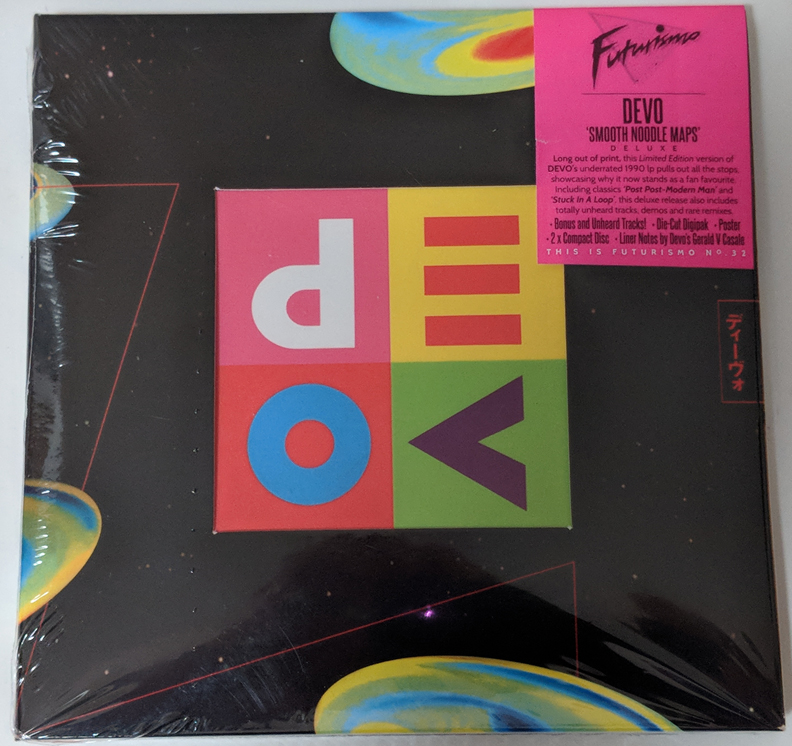 Futurismo
DEVO
'SMOOTH NOODLE MAPS'
DELUXE
Long out of print, this Limited Edition version of
DEVO's underrated 1990 lp pulls out all the stops,
showcasing why it now stands as a fan favourite.
Including classics 'Post Post-Modern Man' and
'Stuck In A Loop', this deluxe release also includes
totally unheard tracks, demos and rare remixes.
• Bonus and Unheard Tracks! • Die-Cut Digipak • Poster
• 2 x Compact Disc • Liner Notes by Devo's Gerald V Casale
THIS IS FUTURISMO Nº.32
DE
VO
ディーヴォ